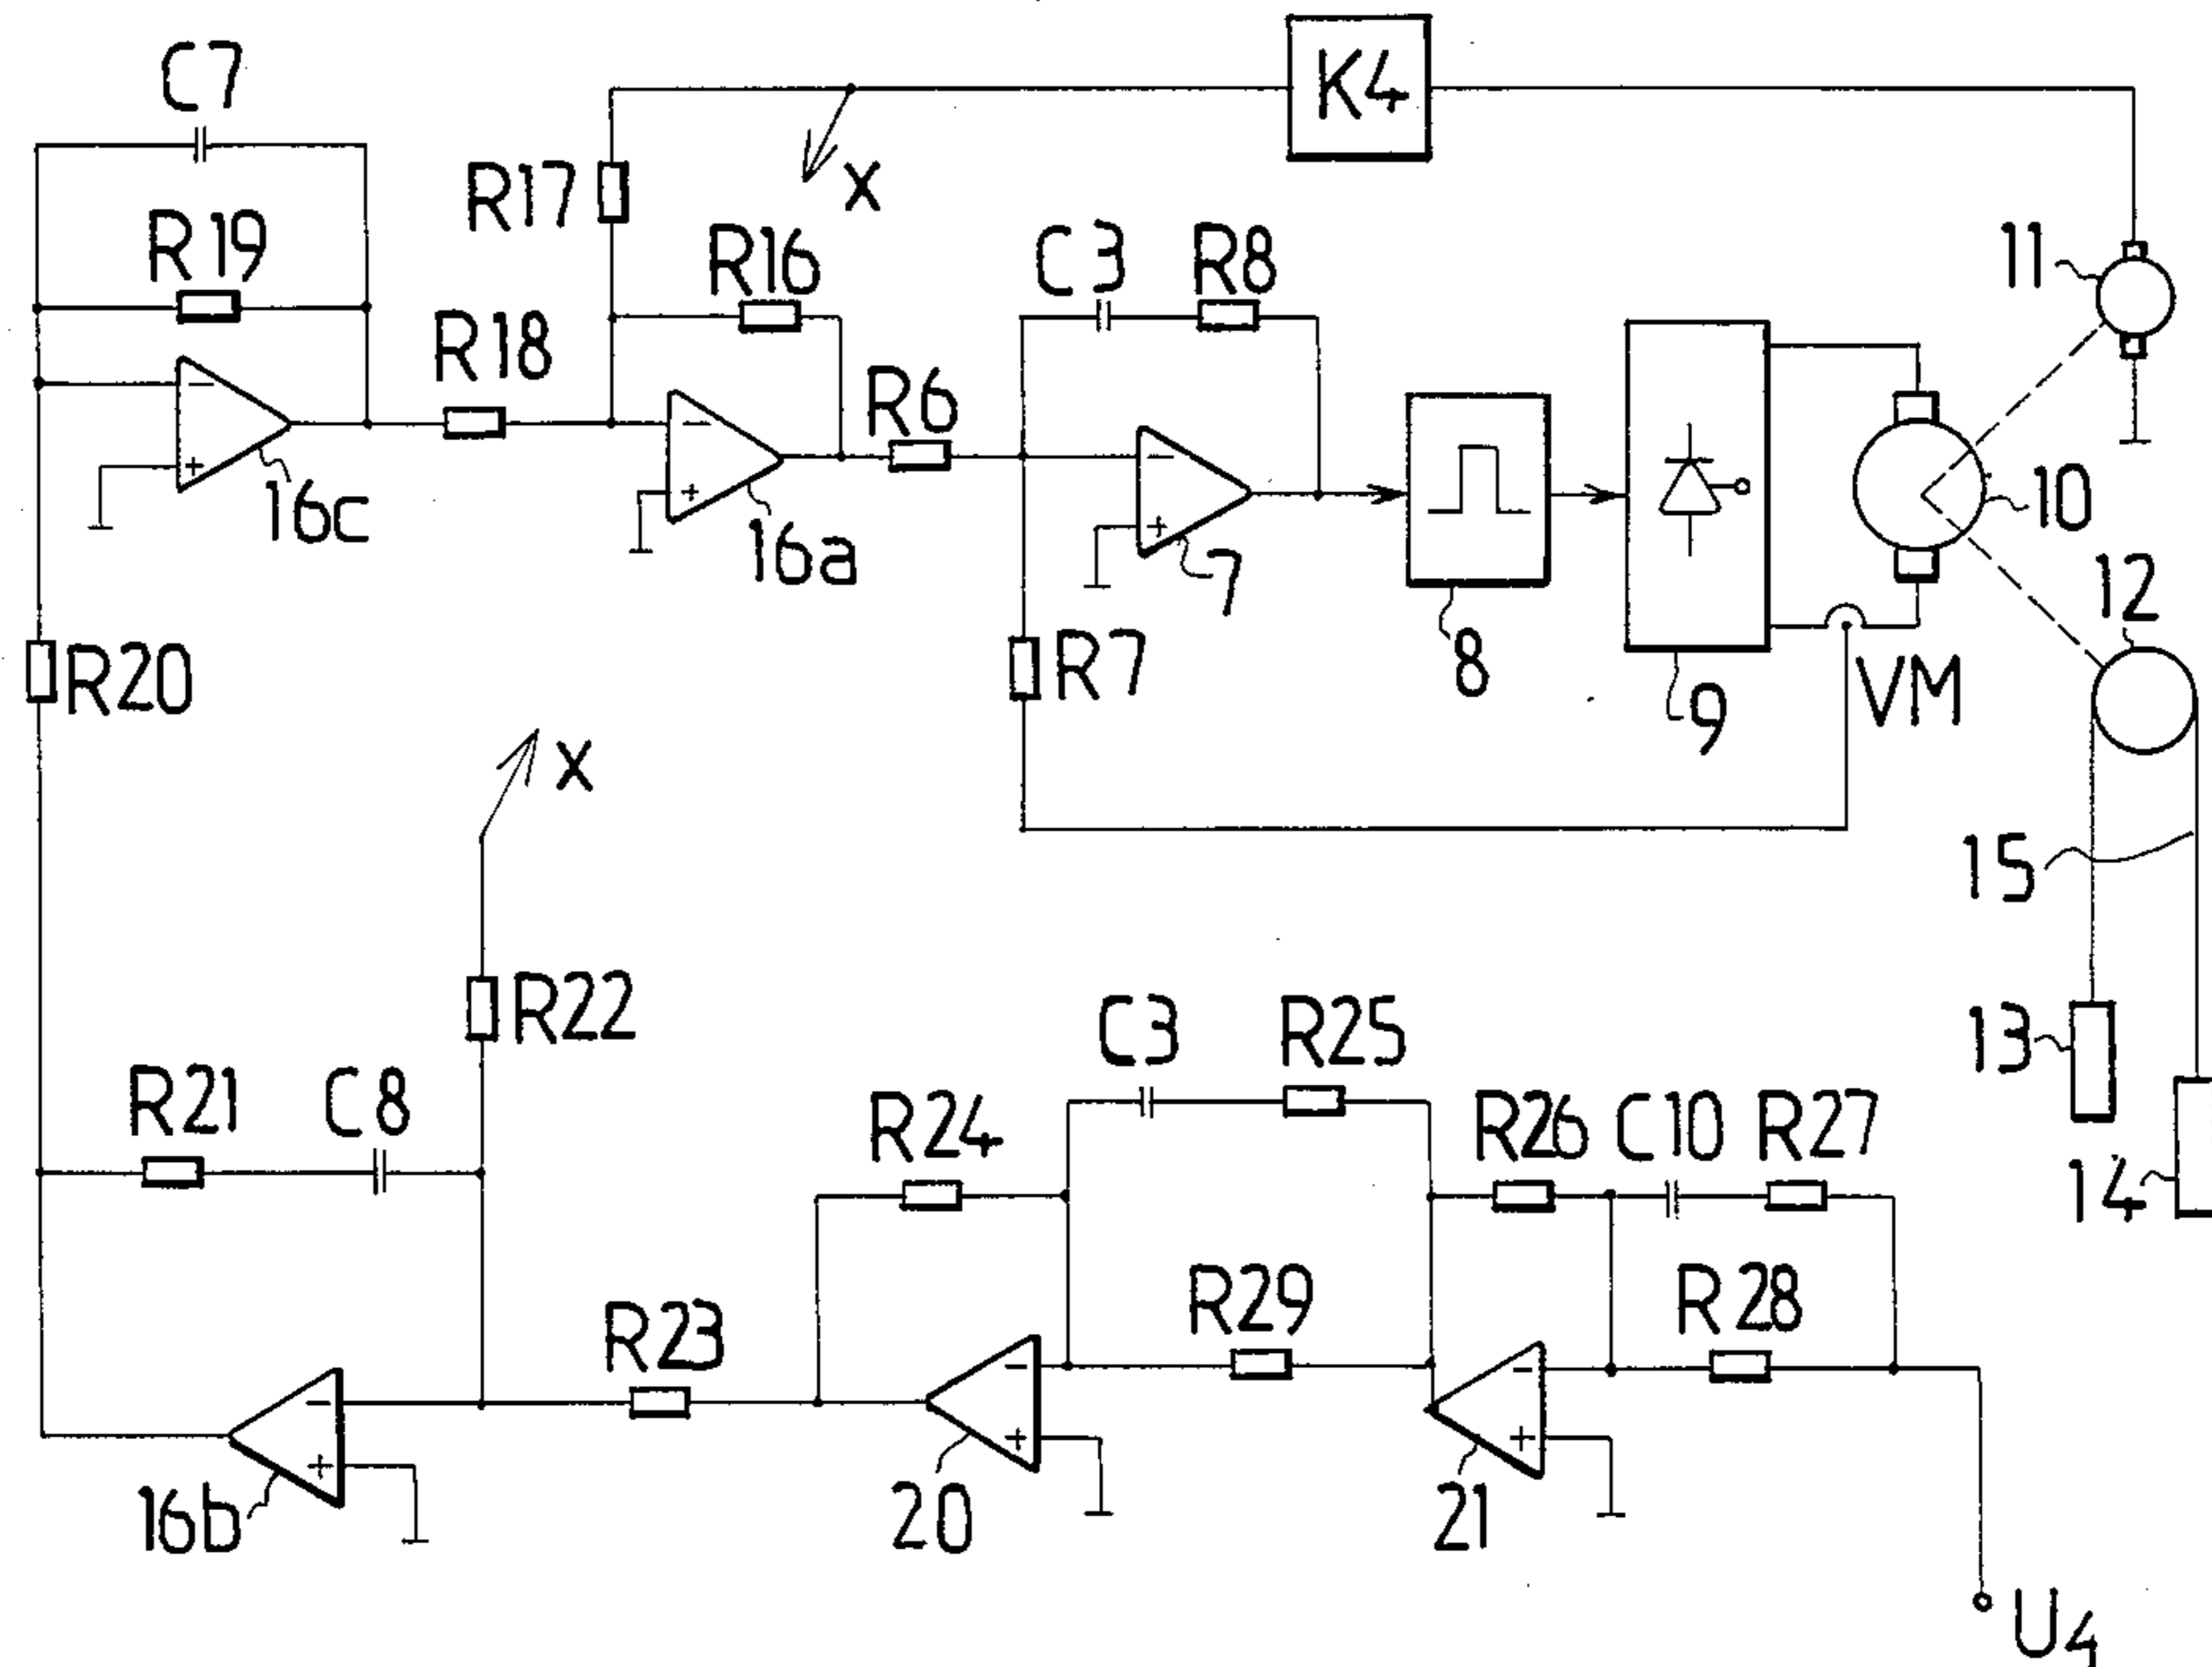 K4
C7
X
R17
R19
R16
C3
R8
11
R18
R6
−
+
16c
−
+
16a
−
+
7
8
9
10
12
VM
R20
R7
X
15
R22
C3
R25
13
R21
C8
R24
R26
C10
R27
14
R23
R29
R28
−
+
16b
−
+
20
−
+
21
U4